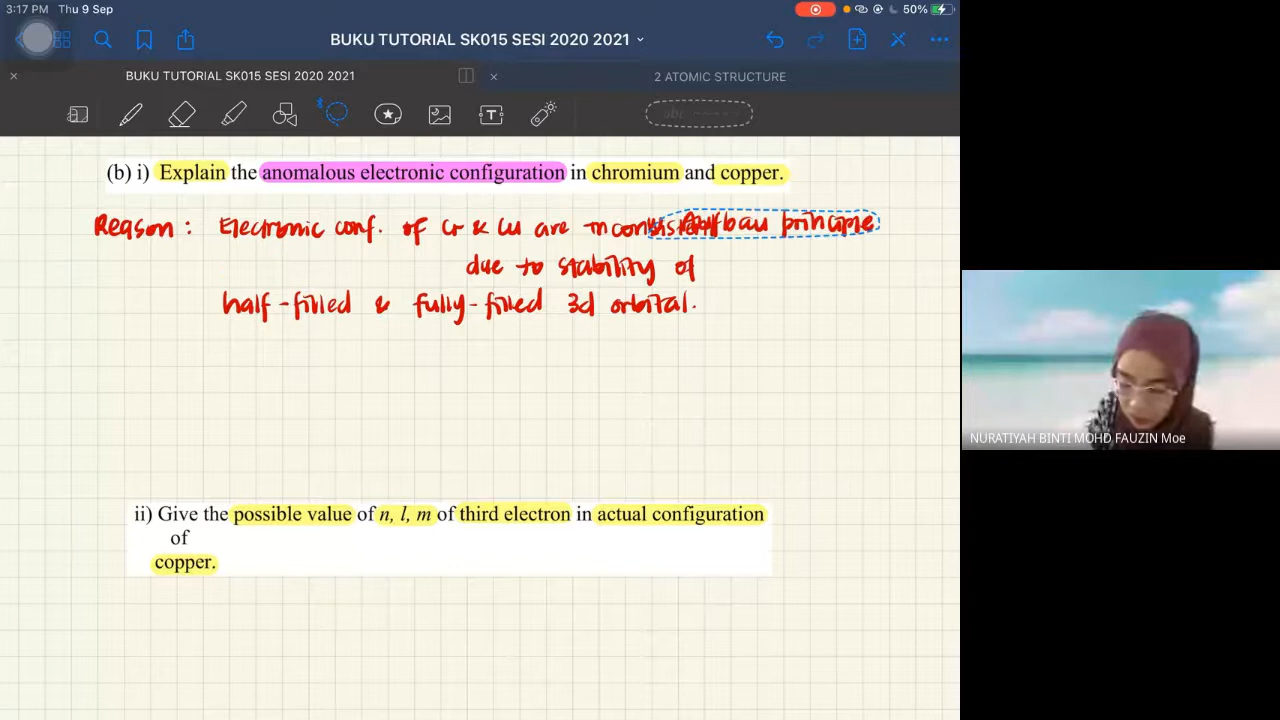 3:17 PM Thu 9 Sep
50%
BUKU TUTORIAL SK015 SESI 2020 2021
BUKU TUTORIAL SK015 SESI 2020 2021
2 ATOMIC STRUCTURE
(b) i) Explain the anomalous electronic configuration in chromium and copper.
Reason : Electronic conf. of Cr & Cu are inconsistent Aufbau principle
due to stability of
half-filled & fully-filled 3d orbital.
ii) Give the possible value of n, l, m of third electron in actual configuration
of
copper.
NURATIYAH BINTI MOHD FAUZIN Moe